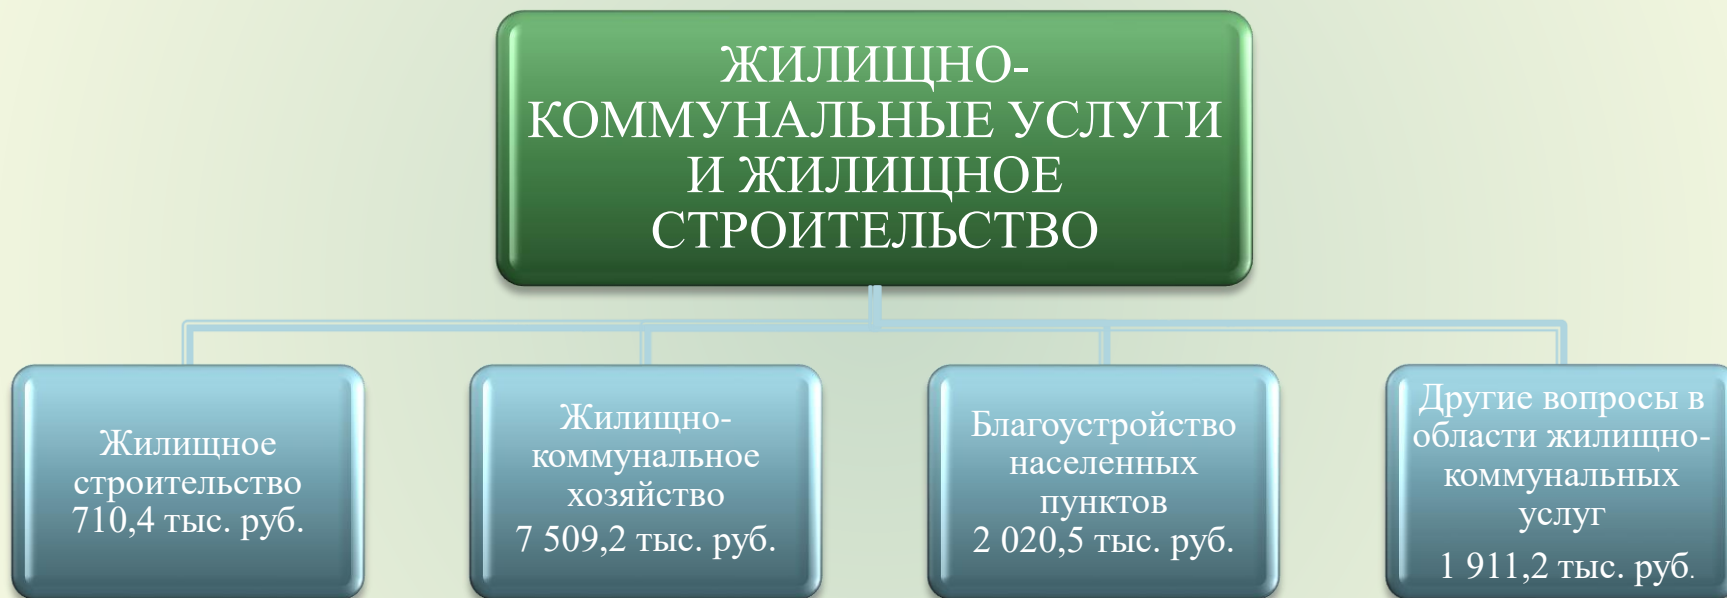 ЖИЛИЩНО-
КОММУНАЛЬНЫЕ УСЛУГИ
И ЖИЛИЩНОЕ
СТРОИТЕЛЬСТВО
Жилищное
строительство
710,4 тыс. руб.
Жилищно-
коммунальное
хозяйство
7 509,2 тыс. руб.
Благоустройство
населенных
пунктов
2 020,5 тыс. руб.
Другие вопросы в
области жилищно-
коммунальных
услуг
1 911,2 тыс. руб.